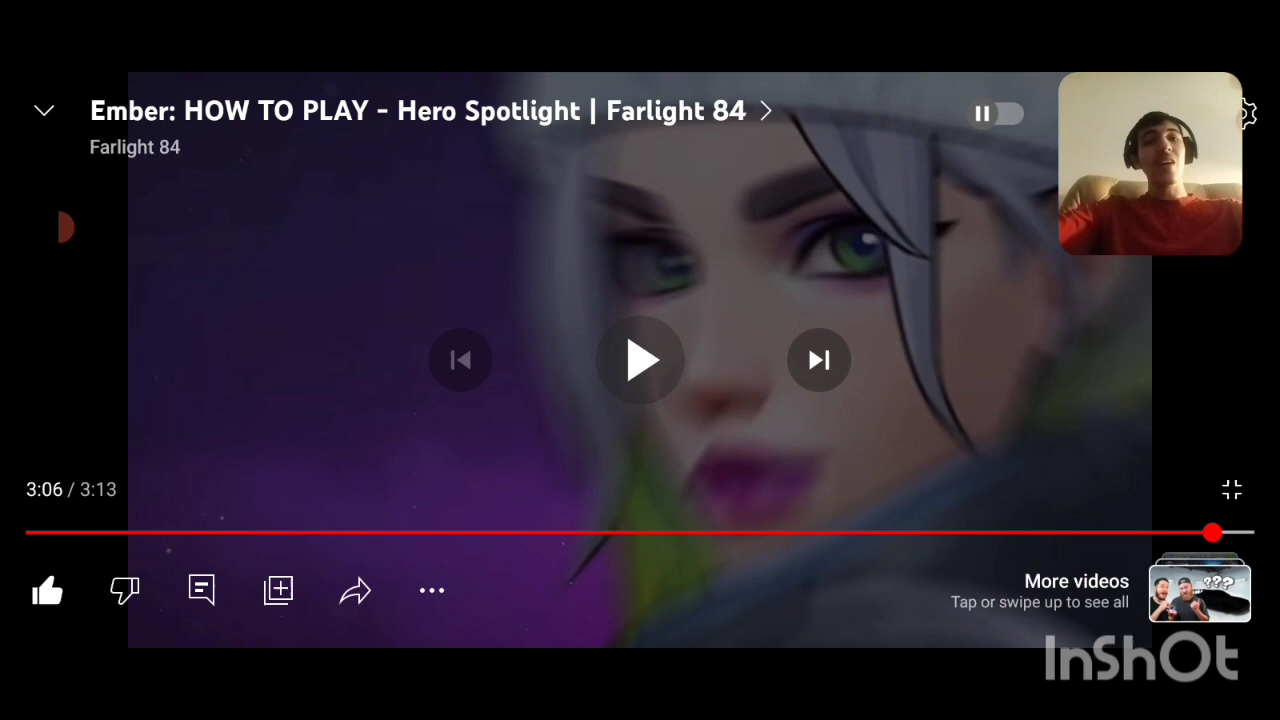 Ember: HOW TO PLAY - Hero Spotlight | Farlight 84
Farlight 84
3:06 / 3:13
More videos
Tap or swipe up to see all
???
InShOt